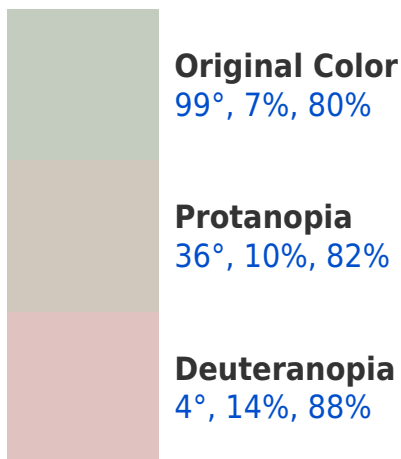 Original Color
99°, 7%, 80%
Protanopia
36°, 10%, 82%
Deuteranopia
4°, 14%, 88%